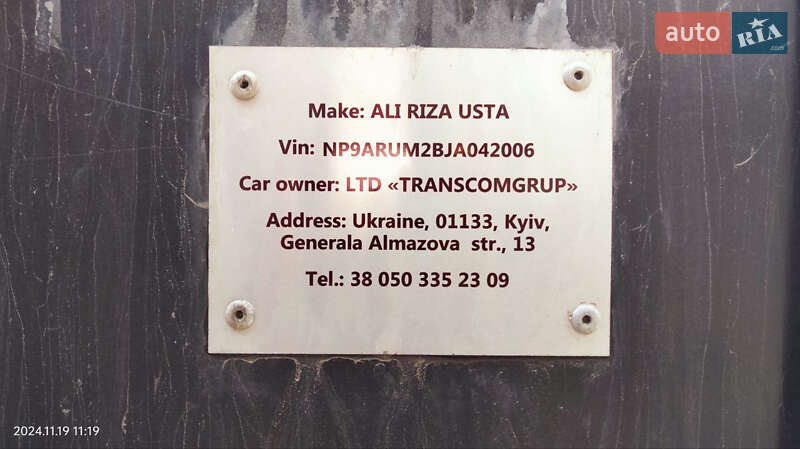 auto RIA .com
Make: ALI RIZA USTA
Vin: NP9ARUM2BJA042006
Car owner: LTD «TRANSCOMGRUP»
Address: Ukraine, 01133, Kyiv,
Generala Almazova str., 13
Tel.: 38 050 335 23 09
2024.11.19 11:19